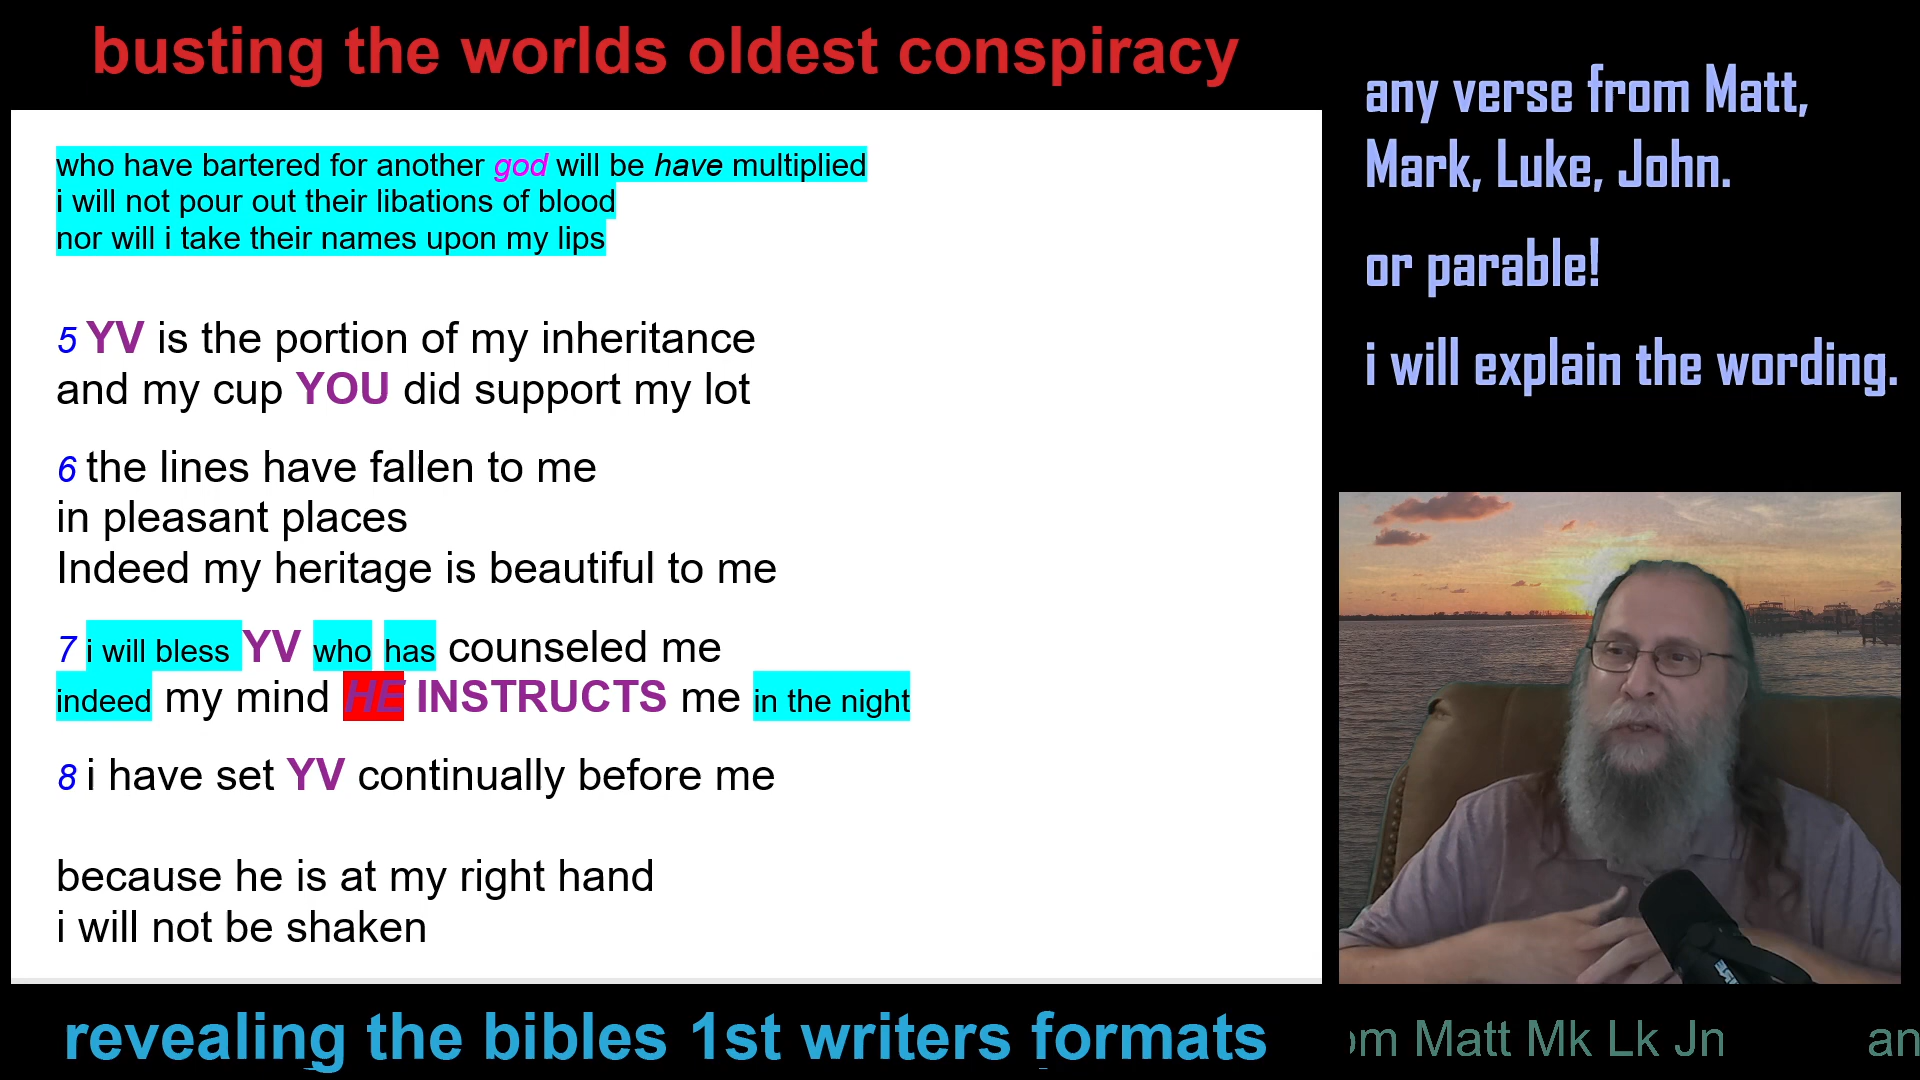 busting the worlds oldest conspiracy
who have bartered for another god will be have multiplied
i will not pour out their libations of blood
nor will i take their names upon my lips
5 YV is the portion of my inheritance
and my cup YOU did support my lot
6 the lines have fallen to me
in pleasant places
Indeed my heritage is beautiful to me
7 i will bless YV who has counseled me
indeed my mind HE INSTRUCTS me in the night
8 i have set YV continually before me
because he is at my right hand
i will not be shaken
revealing the bibles 1st writers formats
any verse from Matt,
Mark, Luke, John.
or parable!
i will explain the wording.
Matt Mk Lk Jn